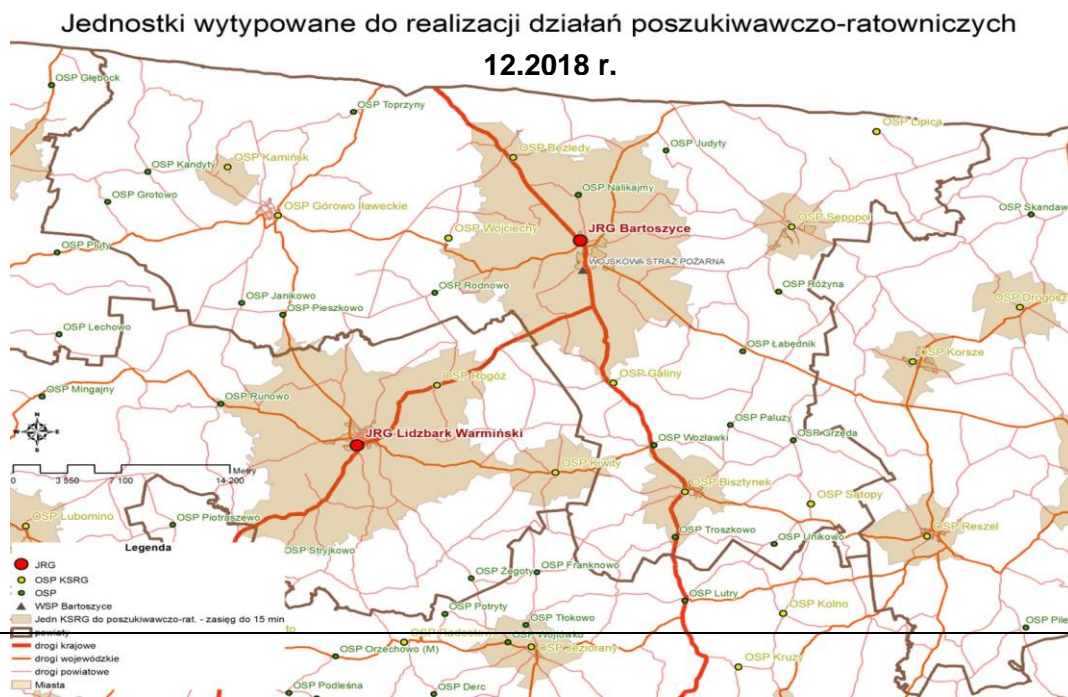 Jednostki wytypowane do realizacji działań poszukiwawczo-ratowniczych
12.2018 r.
OSP Głębock
OSP Toprzyny
OSP Lipica
OSP Bezledy
OSP Judyty
OSP Kamińsk
OSP Kandyty
OSP Nalikajmy
OSP Grotowo
OSP Górowo Iławeckie
OSP Sępopol
OSP Skandaw
JRG Bartoszyce
OSP Wojciechy
OSP Pluty
WOJSKOWA STRAŻ POŻARNA
OSP Rodnowo
OSP Różyna
OSP Janikowo
OSP Pieszkowo
OSP Drogosz
OSP Lechowo
OSP Łabędnik
OSP Korsze
OSP Rogóż
OSP Galiny
OSP Mingajny
OSP Runowo
OSP Paluzy
JRG Lidzbark Warmiński
OSP Wozławki
OSP Grzęda
N
W
E
S
OSP Kiwity
Metry
0 3 550 7 100 14 200
OSP Bisztynek
OSP Satopy
OSP Lubomino
OSP Piotraszewo
OSP Reszel
OSP Troszkowo
OSP Unikowo
OSP Stryjkowo
OSP Żegoty
OSP Franknowo
OSP Lutry
OSP Potryty
OSP Kolno
OSP Tłokowo
OSP Pile
OSP Wójtówko
OSP Jeziorany
OSP Orzechowo (M)
OSP Kruzy
OSP Podleśna
OSP Derc
Legenda
JRG
OSP KSRG
OSP
WSP Bartoszyce
Jedn KSRG do poszukiwawczo-rat. - zasięg do 15 min
powiaty
drogi krajowe
drogi wojewódzkie
drogi powiatowe
Miasta